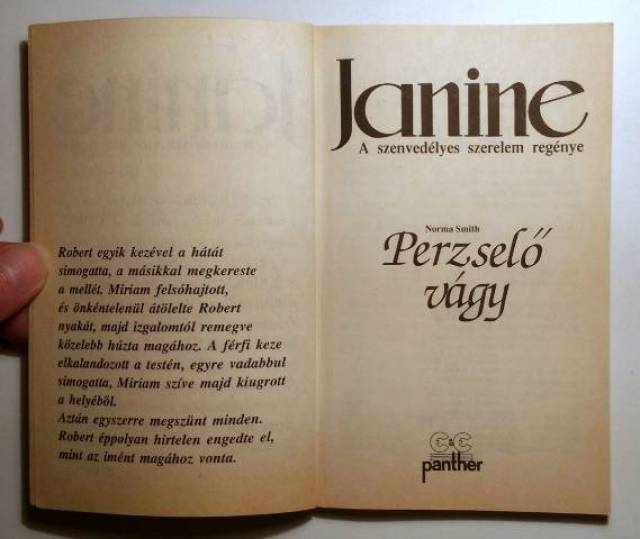 Robert egyik kezével a hátát
simogatta, a másikkal megkereste
a mellét. Miriam felsóhajtott,
és önkéntelenül átölelte Robert
nyakát, majd izgalomtól remegve
közelebb húzta magához. A férfi keze
elkalandozott a testén, egyre vadabbul
simogatta, Miriam szíve majd kiugrott
a helyéből.
Aztán egyszerre megszünt minden.
Robert éppolyan hirtelen engedte el,
mint az imént magához vonta.
Janine
A szenvedélyes szerelem regénye
Norma Smith
Perzselő
vágy
panther